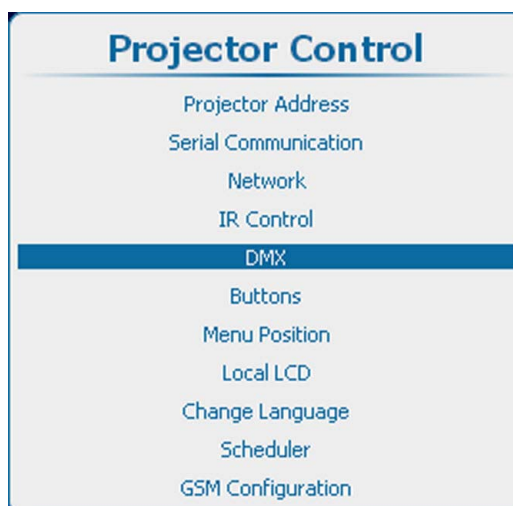 Projector Control
Projector Address
Serial Communication
Network
IR Control
DMX
Buttons
Menu Position
Local LCD
Change Language
Scheduler
GSM Configuration